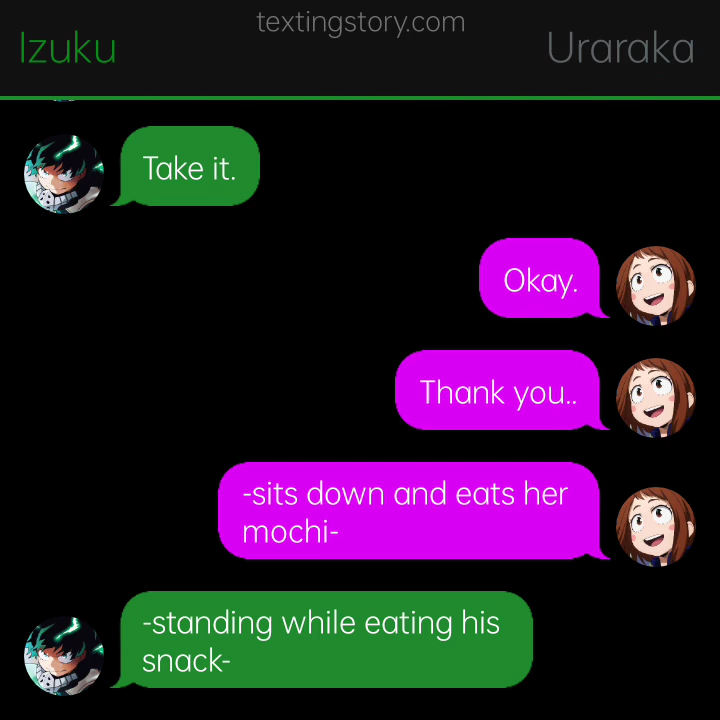 textingstory.com
Izuku
Uraraka
Take it.
Okay.
Thank you..
-sits down and eats her
mochi-
-standing while eating his
snack-